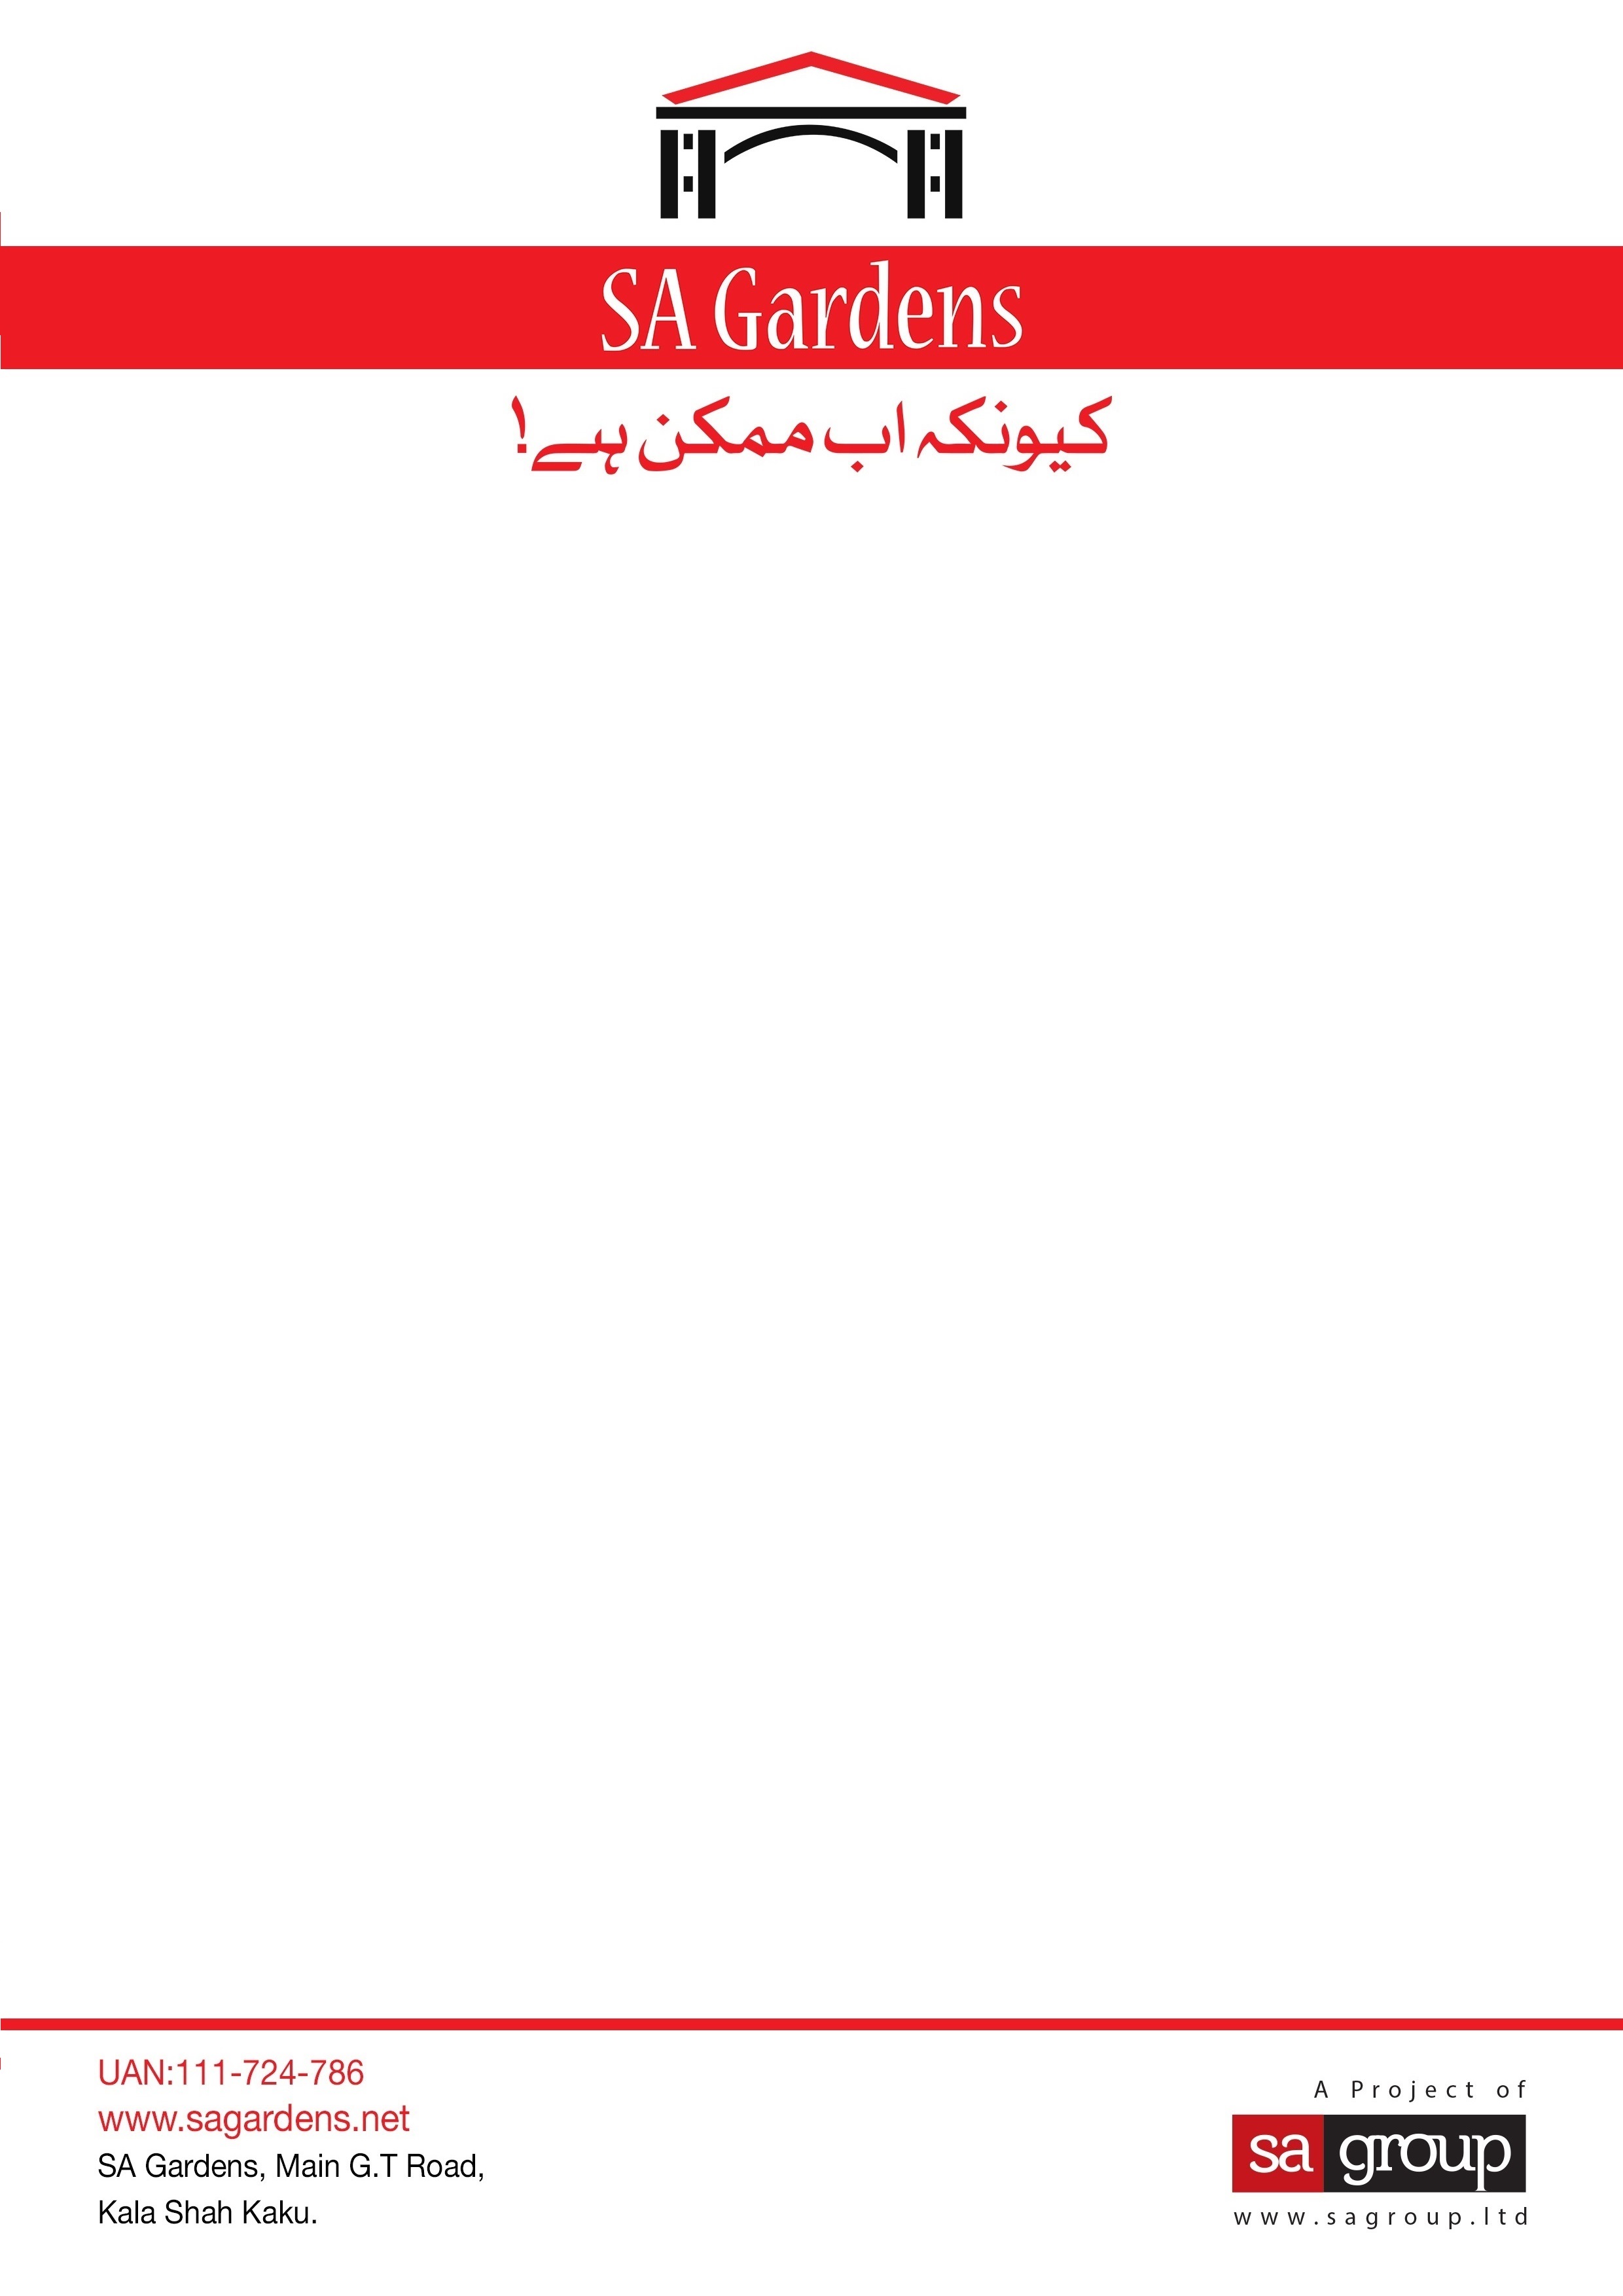 SA Gardens
کیونکہ اب ممکن ہے!
UAN:111-724-786
www.sagardens.net
SA Gardens, Main G.T Road,
Kala Shah Kaku.
A Project of
sa group
www.sagroup.ltd